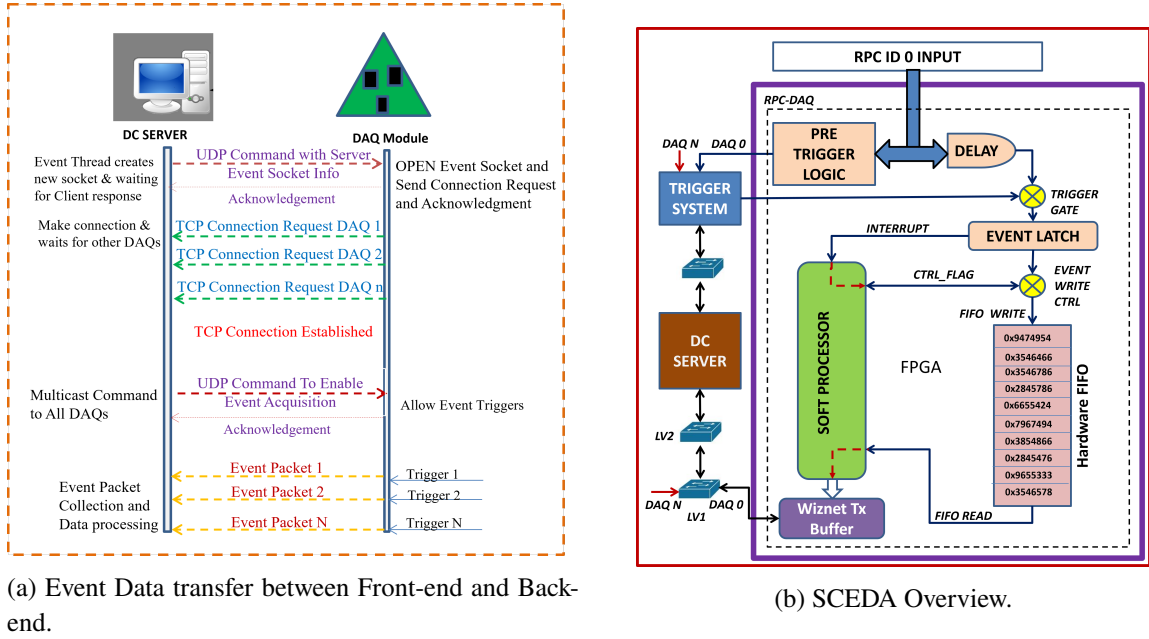 DC SERVER
DAQ Module
Event Thread creates
new socket & waiting
for Client response
UDP Command with Server
Event Socket Info
Acknowledgement
OPEN Event Socket and
Send Connection Request
and Acknowledgment
Make connection &
waits for other DAQs
TCP Connection Request DAQ 1
TCP Connection Request DAQ 2
TCP Connection Request DAQ n
TCP Connection Established
Multicast Command
to All DAQs
UDP Command To Enable
Event Acquisition
Acknowledgement
Allow Event Triggers
Event Packet
Collection and
Data processing
Event Packet 1
Event Packet 2
Event Packet N
Trigger 1
Trigger 2
Trigger N
(a) Event Data transfer between Front-end and Back-
end.
RPC ID 0 INPUT
RPC-DAQ
DAQ N
DAQ 0
PRE
TRIGGER
LOGIC
DELAY
TRIGGER
SYSTEM
TRIGGER
GATE
INTERRUPT
EVENT LATCH
CTRL_FLAG
EVENT
WRITE
CTRL
FIFO WRITE
DC
SERVER
SOFT PROCESSOR
FPGA
0x9474954
0x3546466
0x3546786
0x2845786
0x6655424
0x7967494
0x3854866
0x2845476
0x9655333
0x3546578
Hardware FIFO
LV2
DAQ N
LV1
DAQ 0
Wiznet Tx
Buffer
FIFO READ
(b) SCEDA Overview.